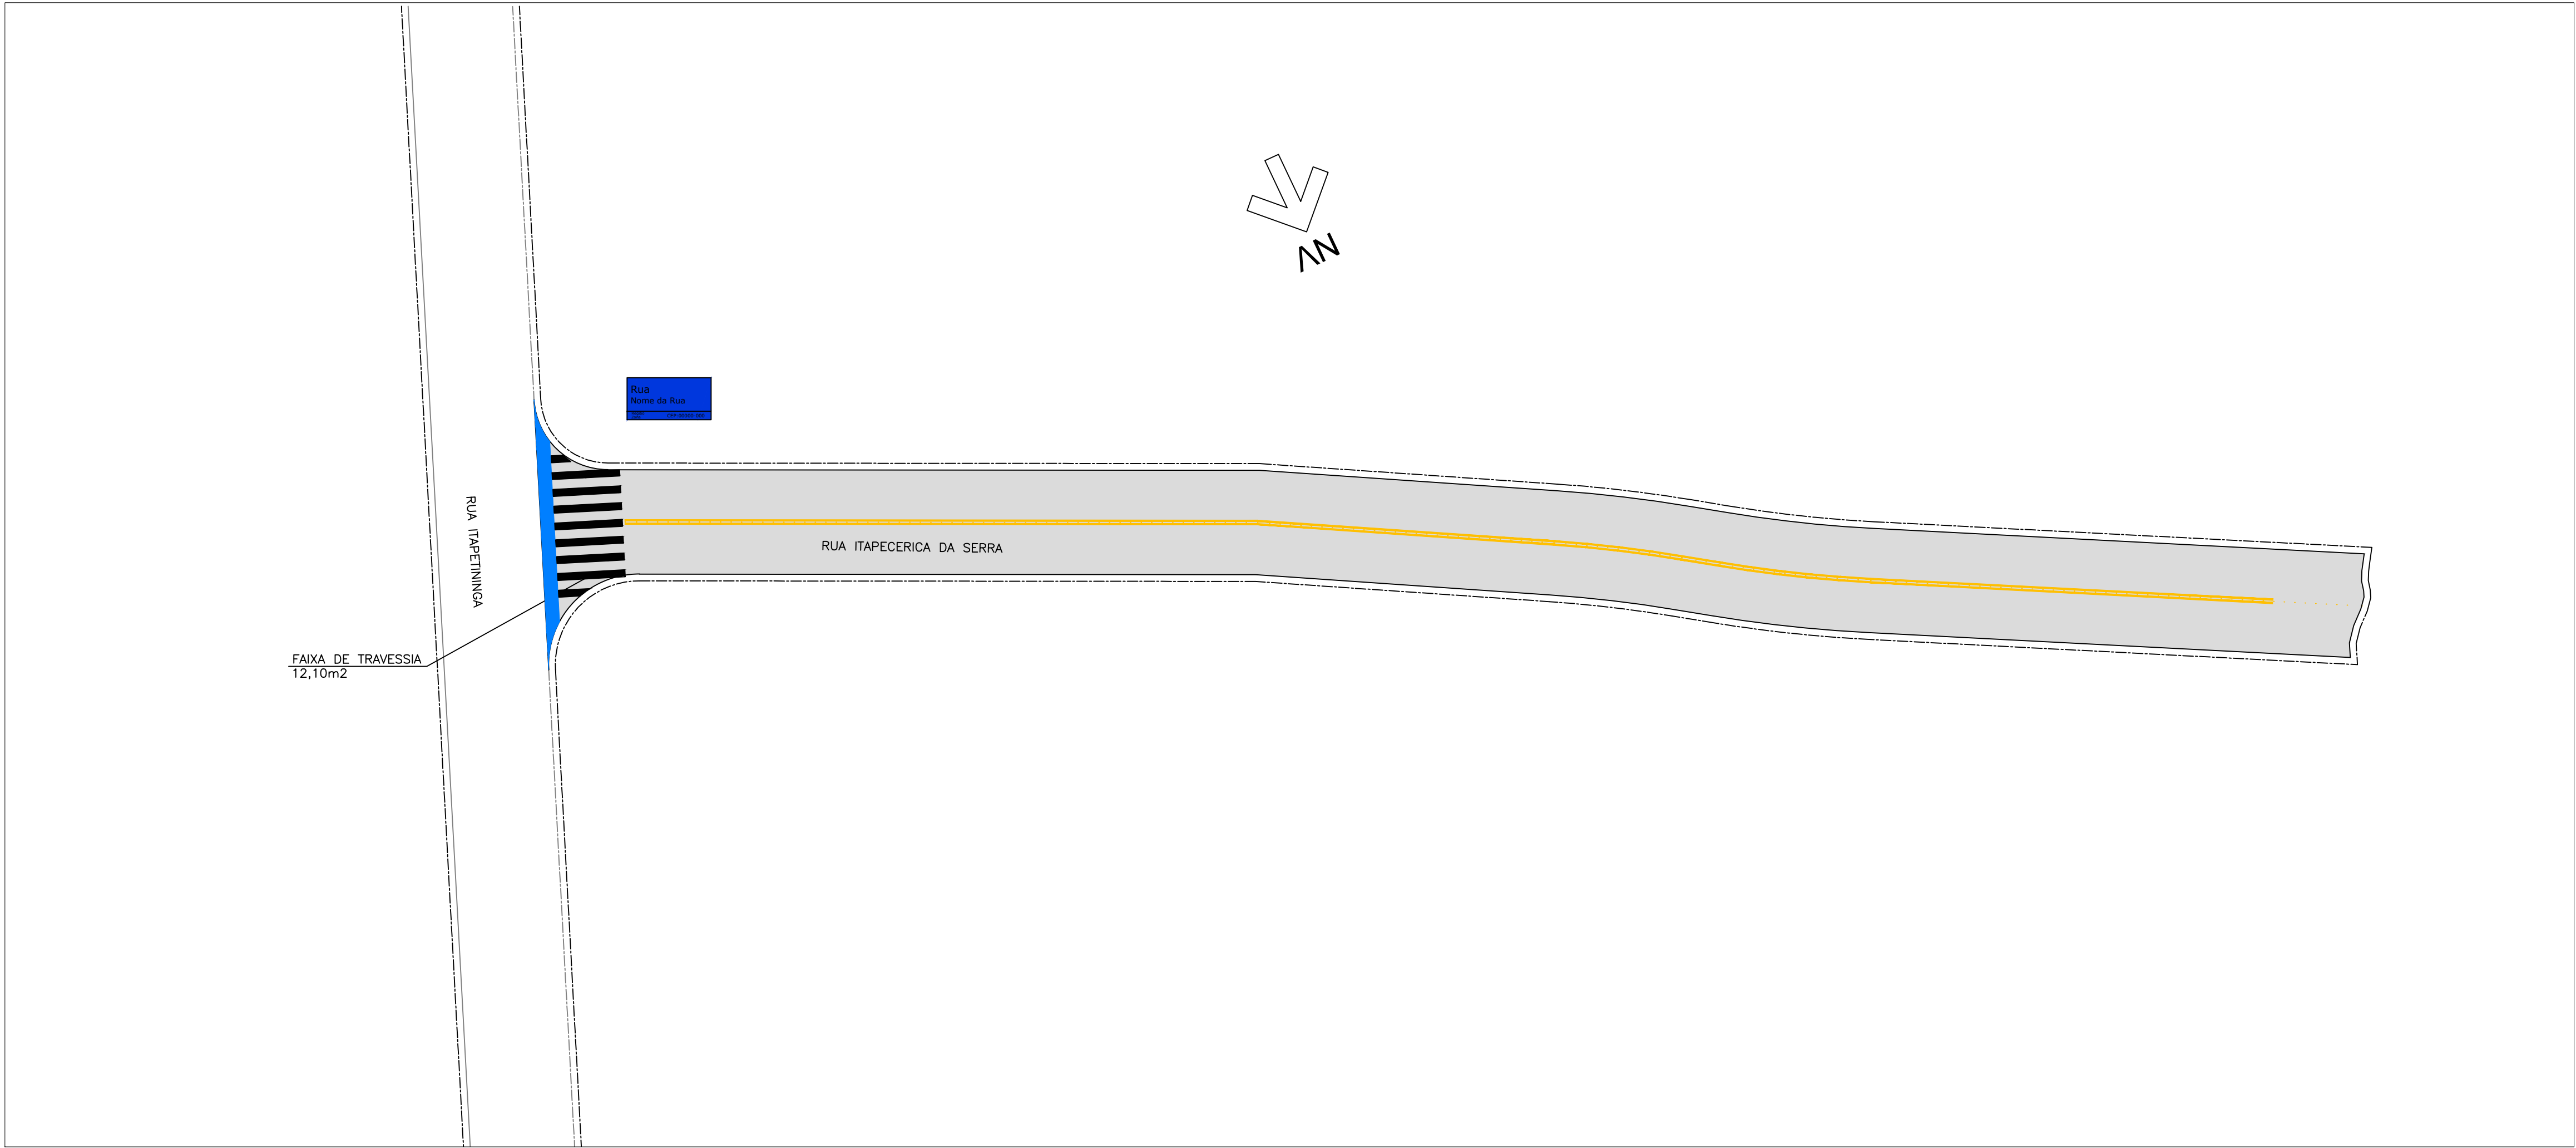 NV
Rua
Nome da Rua
RUA ITAPETININGA
RUA ITAPECERICA DA SERRA
FAIXA DE TRAVESSIA
12,10m2